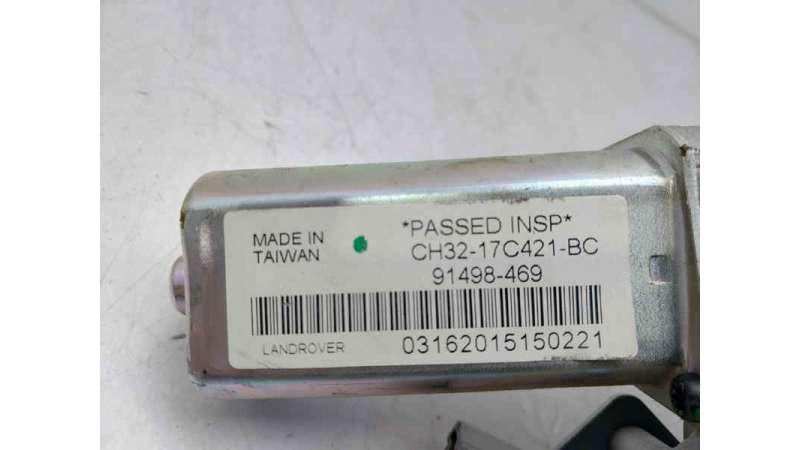 *PASSED INSP*
MADE IN
TAIWAN
CH32-17C421-BC
91498-469
LANDROVER
03162015150221